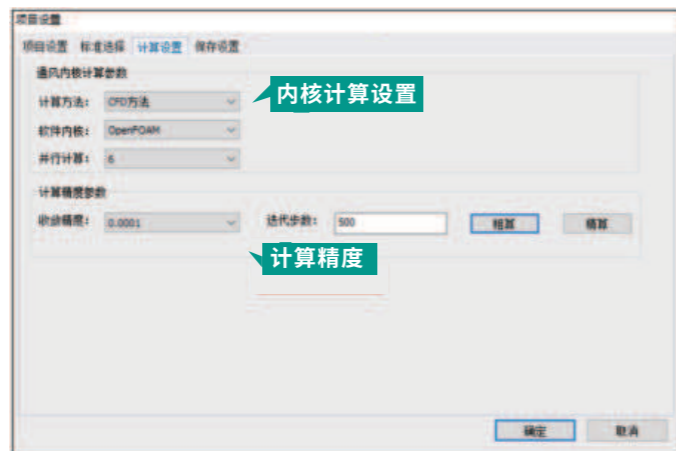 项目设置
项目设置 标准选择 计算设置 保存设置
通风内核计算参数
计算方法： CFD方法
内核计算设置
软件内核： OpenFOAM
并行计算： 6
计算精度参数
收敛精度： 0.0001 迭代步数： 500 粗算 精算
计算精度
确定 取消